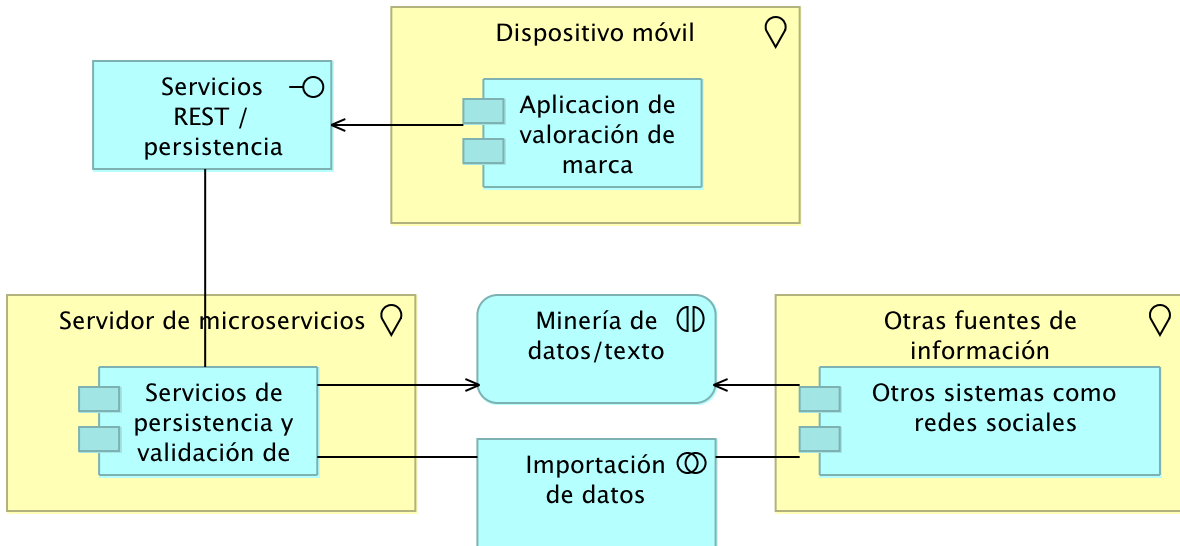 Dispositivo móvil
Servicios
REST /
persistencia
Aplicacion de
valoración de
marca
Servidor de microservicios
Minería de
datos/texto
Otras fuentes de
información
Servicios de
persistencia y
validación de
Otros sistemas como
redes sociales
Importación
de datos